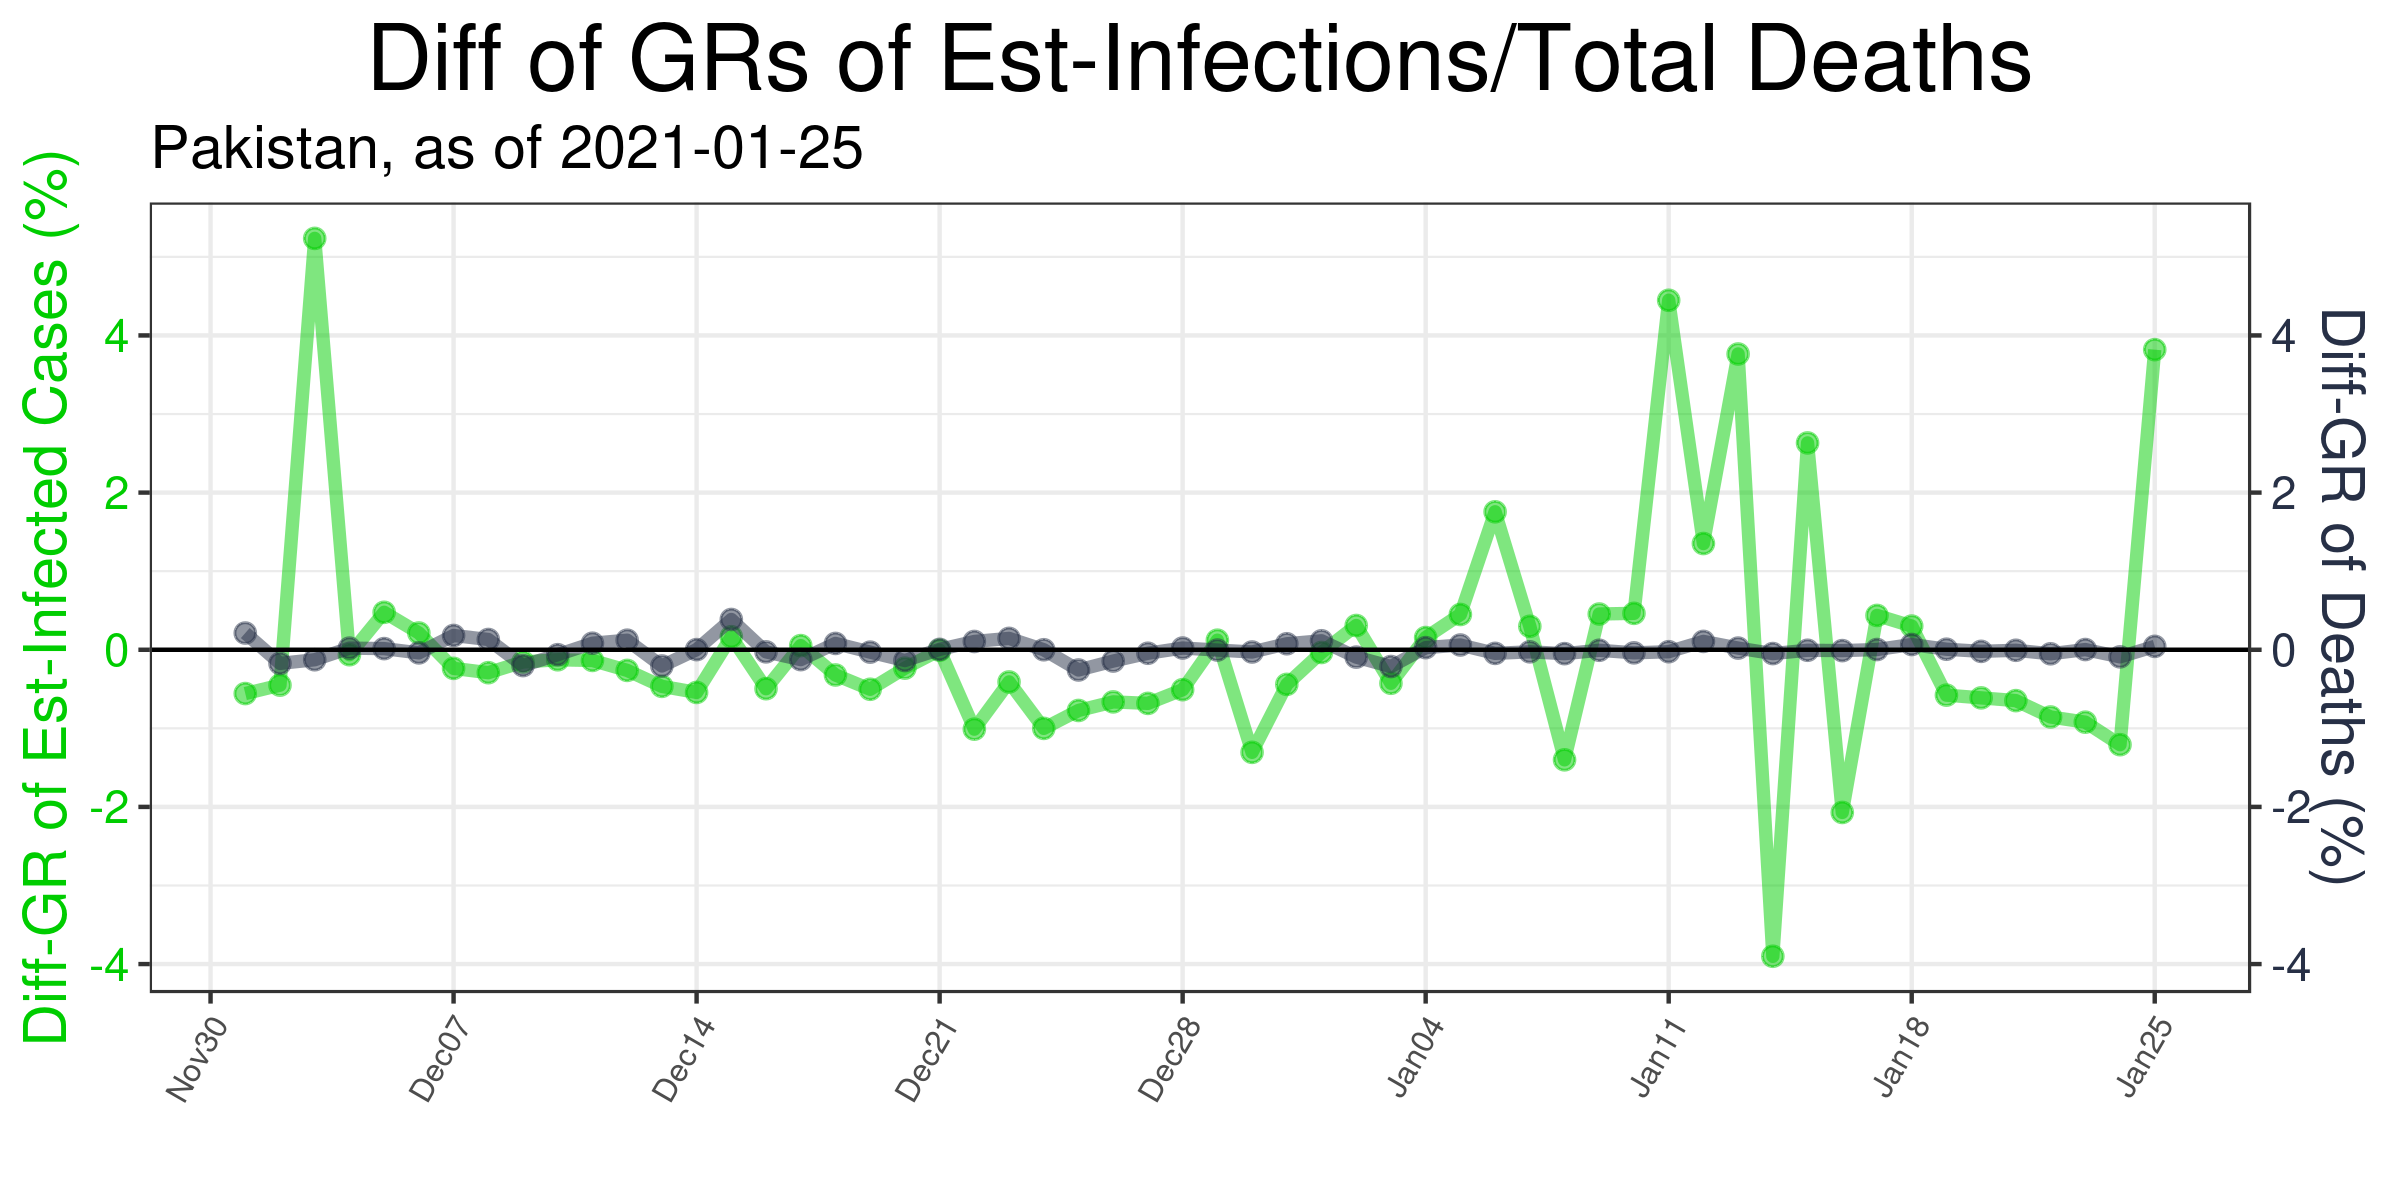 Diff of GRs of Est-Infections/Total Deaths
Pakistan, as of 2021-01-25
Diff-GR of Est-Infected Cases (%)
4
2
0
-2
-4
4
2
0
-2
-4
Diff-GR of Deaths (%)
Nov30
Dec07
Dec14
Dec21
Dec28
Jan04
Jan11
Jan18
Jan25